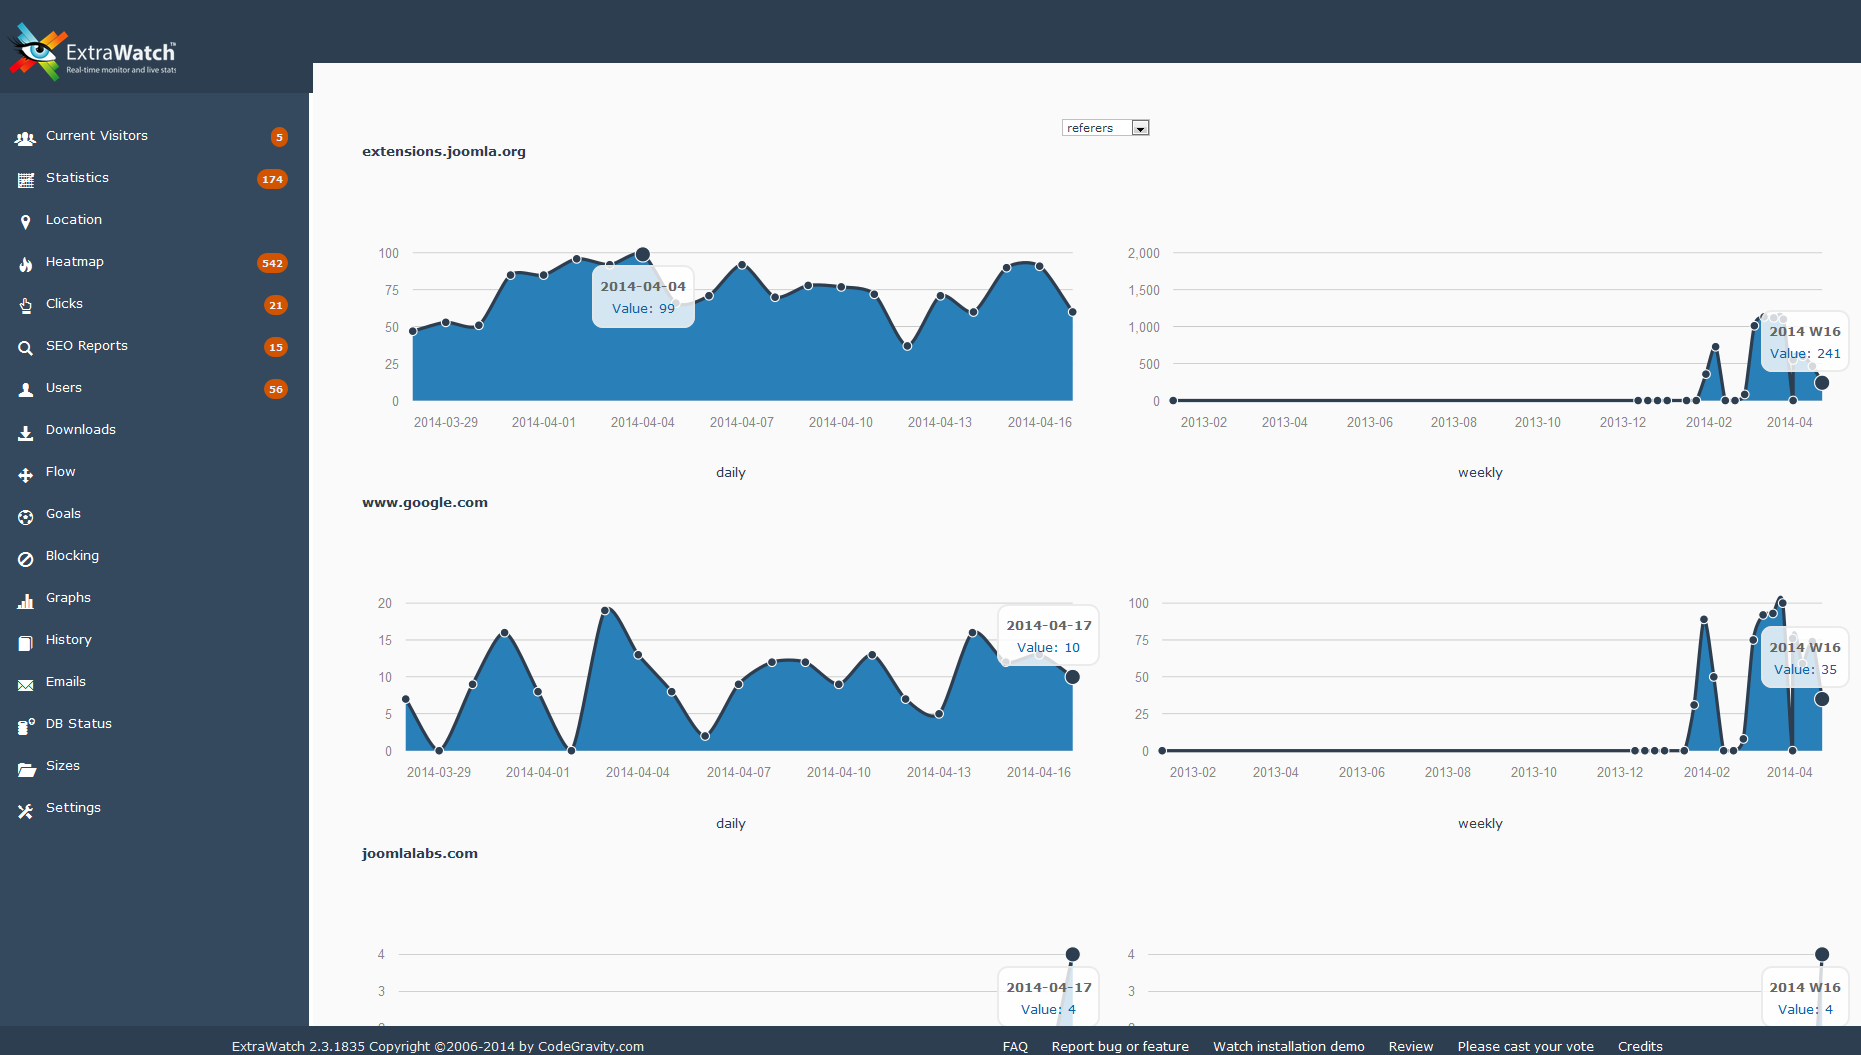 ExtraWatch™
Real-time monitor and live stats
Current Visitors 5
Statistics 174
Location
Heatmap 542
Clicks 21
SEO Reports 15
Users 56
Downloads
Flow
Goals
Blocking
Graphs
History
Emails
DB Status
Sizes
Settings
referers
extensions.joomla.org
100
75
50
25
0
2014-04-04
Value: 99
2014-03-29 2014-04-01 2014-04-04 2014-04-07 2014-04-10 2014-04-13 2014-04-16
daily
2,000
1,500
1,000
500
0
2014 W16
Value: 241
2013-02 2013-04 2013-06 2013-08 2013-10 2013-12 2014-02 2014-04
weekly
www.google.com
20
15
10
5
0
2014-04-17
Value: 10
2014-03-29 2014-04-01 2014-04-04 2014-04-07 2014-04-10 2014-04-13 2014-04-16
daily
100
75
50
25
0
2014 W16
Value: 35
2013-02 2013-04 2013-06 2013-08 2013-10 2013-12 2014-02 2014-04
weekly
joomlalabs.com
4
3
2014-04-17
Value: 4
4
3
2014 W16
Value: 4
ExtraWatch 2.3.1835 Copyright ©2006-2014 by CodeGravity.com
FAQ Report bug or feature Watch installation demo Review Please cast your vote Credits